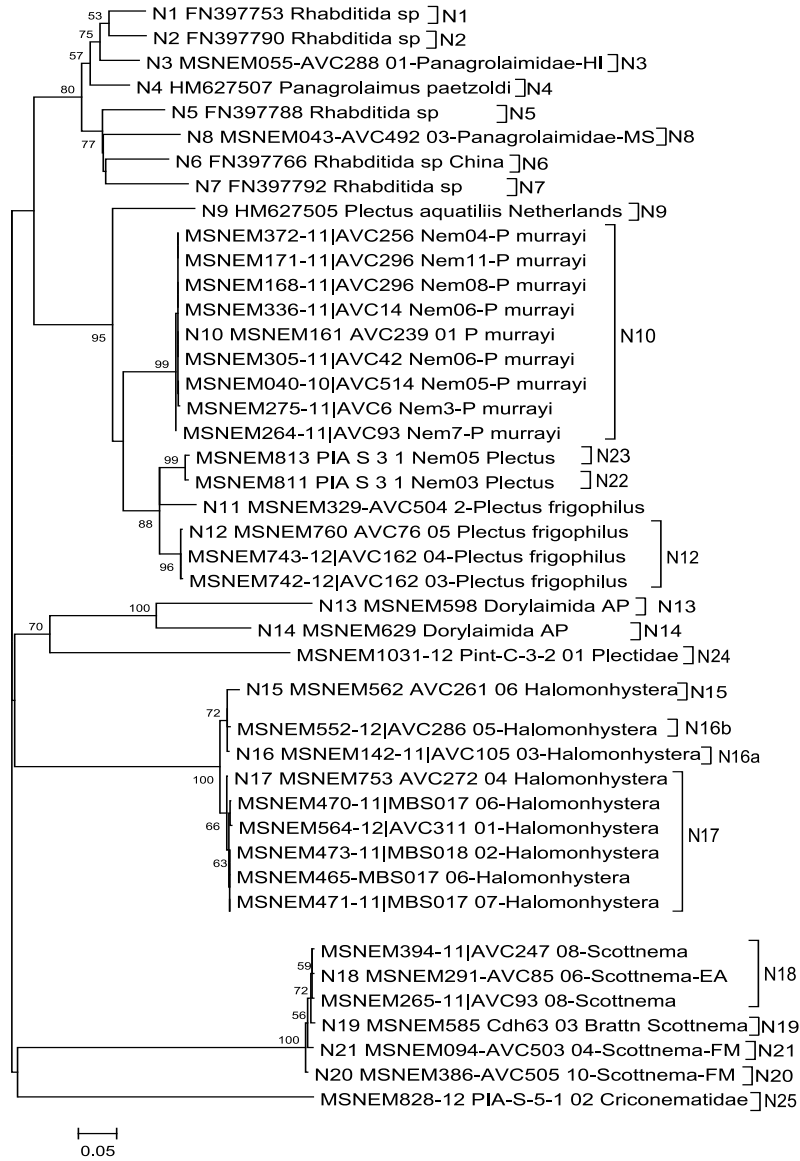 53
N1 FN397753 Rhabditida sp N1
75
N2 FN397790 Rhabditida sp N2
57
N3 MSNEM055-AVC288 01-Panagrolaimidae-HI N3
80
N4 HM627507 Panagrolaimus paetzoldi N4
N5 FN397788 Rhabditida sp N5
77
N8 MSNEM043-AVC492 03-Panagrolaimidae-MS N8
N6 FN397766 Rhabditida sp China N6
N7 FN397792 Rhabditida sp N7
N9 HM627505 Plectus aquatiliis Netherlands N9
MSNEM372-11|AVC256 Nem04-P murrayi
MSNEM171-11|AVC296 Nem11-P murrayi
MSNEM168-11|AVC296 Nem08-P murrayi
MSNEM336-11|AVC14 Nem06-P murrayi
95
N10 MSNEM161 AVC239 01 P murrayi
N10
99
MSNEM305-11|AVC42 Nem06-P murrayi
MSNEM040-10|AVC514 Nem05-P murrayi
MSNEM275-11|AVC6 Nem3-P murrayi
MSNEM264-11|AVC93 Nem7-P murrayi
99
MSNEM813 PIA S 3 1 Nem05 Plectus N23
MSNEM811 PIA S 3 1 Nem03 Plectus N22
88
N11 MSNEM329-AVC504 2-Plectus frigophilus
N12 MSNEM760 AVC76 05 Plectus frigophilus
96
MSNEM743-12|AVC162 04-Plectus frigophilus
N12
MSNEM742-12|AVC162 03-Plectus frigophilus
100
N13 MSNEM598 Dorylaimida AP N13
70
N14 MSNEM629 Dorylaimida AP N14
MSNEM1031-12 Pint-C-3-2 01 Plectidae N24
N15 MSNEM562 AVC261 06 Halomonhystera N15
72
MSNEM552-12|AVC286 05-Halomonhystera N16b
N16 MSNEM142-11|AVC105 03-Halomonhystera N16a
100
N17 MSNEM753 AVC272 04 Halomonhystera
MSNEM470-11|MBS017 06-Halomonhystera
66
MSNEM564-12|AVC311 01-Halomonhystera
N17
MSNEM473-11|MBS018 02-Halomonhystera
63
MSNEM465-MBS017 06-Halomonhystera
MSNEM471-11|MBS017 07-Halomonhystera
MSNEM394-11|AVC247 08-Scottnema
59
N18 MSNEM291-AVC85 06-Scottnema-EA
N18
72
MSNEM265-11|AVC93 08-Scottnema
56
N19 MSNEM585 Cdh63 03 Brattn Scottnema N19
100
N21 MSNEM094-AVC503 04-Scottnema-FM N21
N20 MSNEM386-AVC505 10-Scottnema-FM N20
MSNEM828-12 PIA-S-5-1 02 Criconematidae N25
0.05